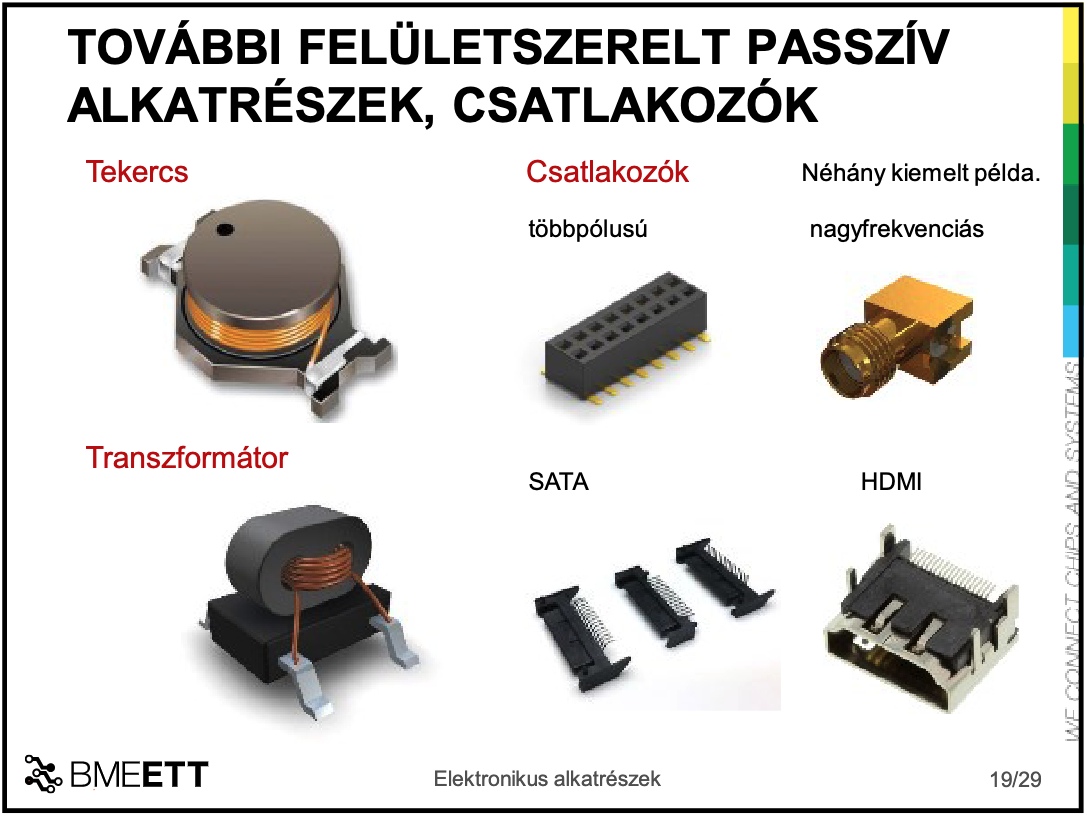 TOVÁBBI FELÜLETSZERELT PASSZÍV
ALKATRÉSZEK, CSATLAKOZÓK
Tekercs
Csatlakozók
Néhány kiemelt példa.
többpólusú
nagyfrekvenciás
Transzformátor
SATA
HDMI
WE CONNECT CHIPS AND SYSTEMS
BMEETT
Elektronikus alkatrészek
19/29